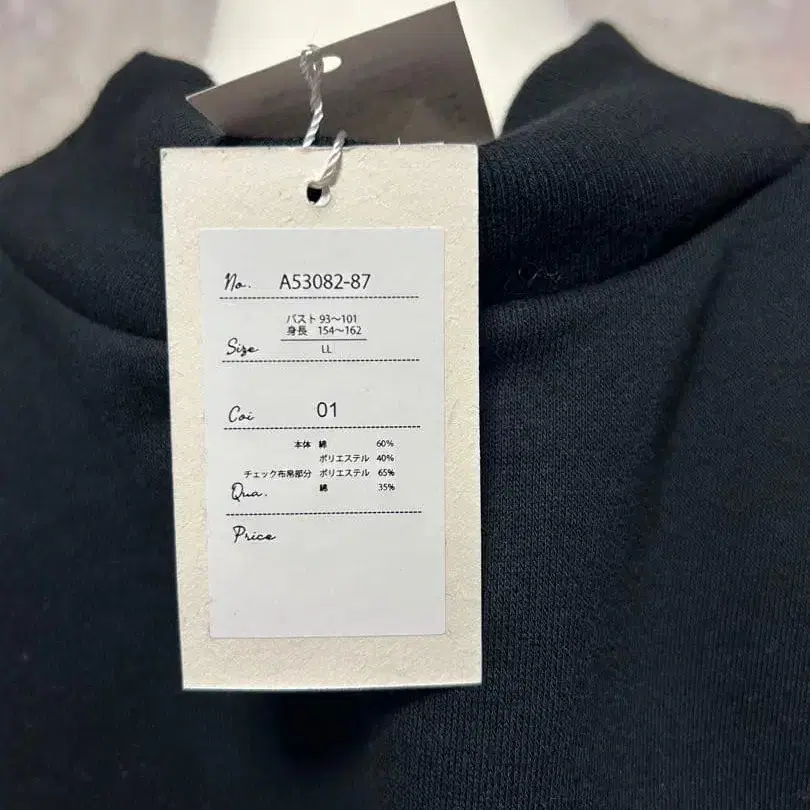 No. A53082-87
バスト 93〜101
身長 154〜162
Size LL
Coi 01
本体 綿 60%
ポリエステル 40%
チェック布帛部分 ポリエステル 65%
Qua. 綿 35%
Price